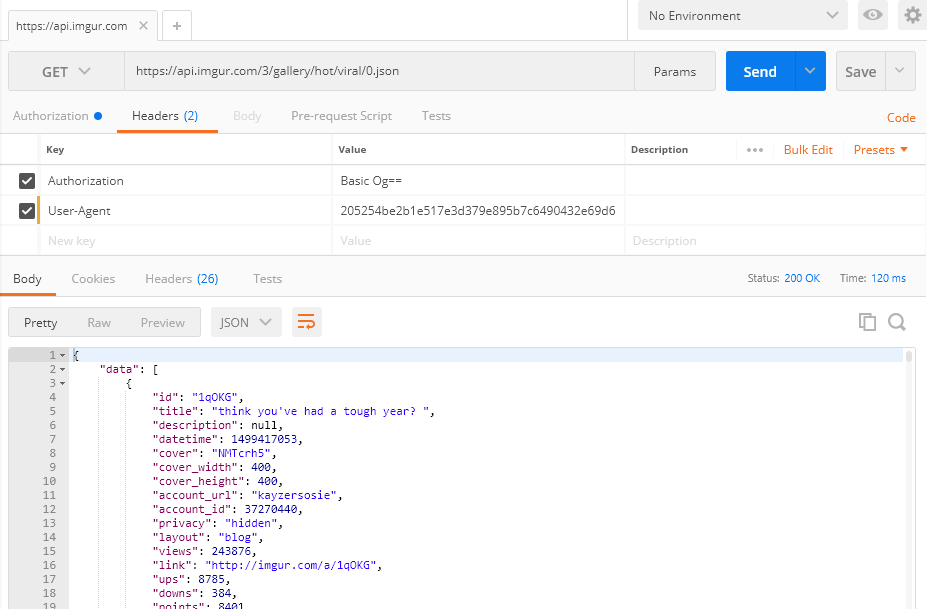 https://api.imgur.com × +
No Environment
GET https://api.imgur.com/3/gallery/hot/viral/0.json Params Send Save
Authorization Headers (2) Body Pre-request Script Tests Code
Key Value Description ••• Bulk Edit Presets
Authorization Basic Og==
User-Agent 205254be2b1e517e3d379e895b7c6490432e69d6
New key Value Description
Body Cookies Headers (26) Tests Status: 200 OK Time: 120 ms
Pretty Raw Preview JSON
1 {
2 "data": [
3 {
4 "id": "1qOKG",
5 "title": "think you've had a tough year? ",
6 "description": null,
7 "datetime": 1499417053,
8 "cover": "NMTcrh5",
9 "cover_width": 400,
10 "cover_height": 400,
11 "account_url": "kayzersosie",
12 "account_id": 37270440,
13 "privacy": "hidden",
14 "layout": "blog",
15 "views": 243876,
16 "link": "http://imgur.com/a/1qOKG",
17 "ups": 8785,
18 "downs": 384,
19 "points": 8401